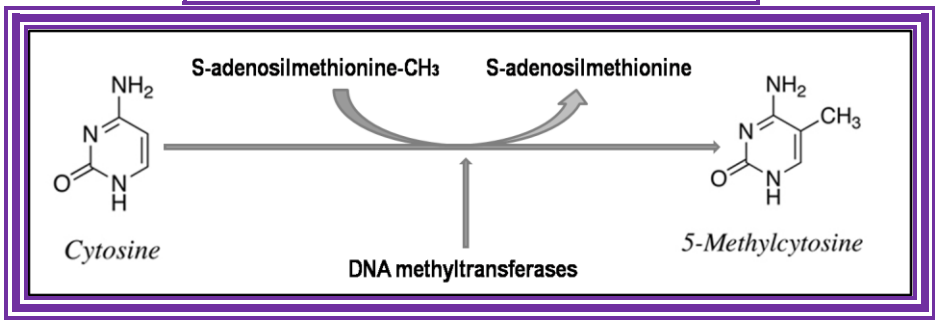 S-adenosilmethionine-CH₃ S-adenosilmethionine
NH₂
N
O
N
H
Cytosine
DNA methyltransferases
NH₂
CH₃
N
O
N
H
5-Methylcytosine